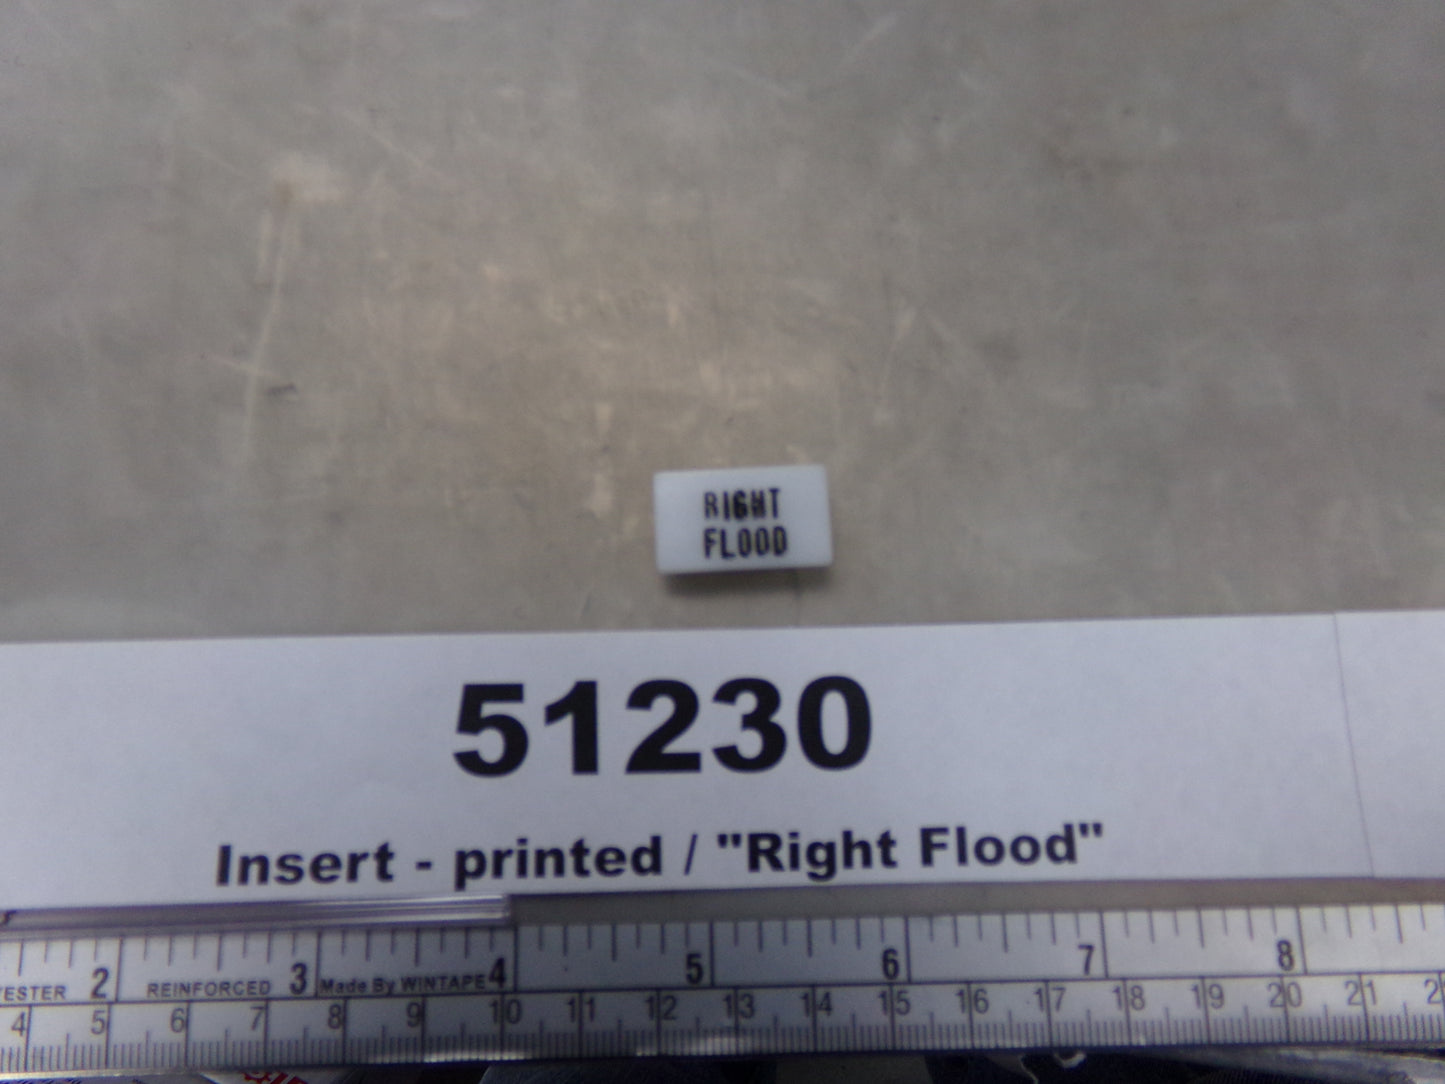 RIGHT
FLOOD
51230
Insert - printed / "Right Flood"
2 REINFORCED 3 Made By WINTAPE 4 5 6 7 8
4 5 6 7 8 9 10 11 12 13 14 15 16 17 18 19 20 21